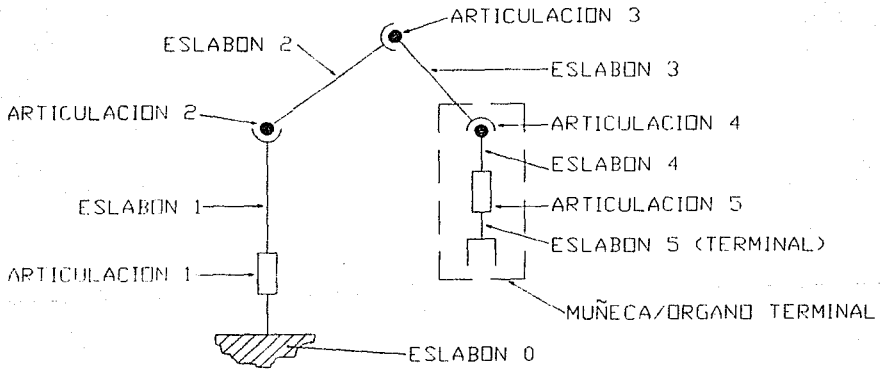 ARTICULACION 3
ESLABON 2
ESLABON 3
ARTICULACION 2
ARTICULACION 4
ESLABON 4
ESLABON 1
ARTICULACION 5
ESLABON 5 (TERMINAL)
ARTICULACION 1
MUÑECA/ORGANO TERMINAL
ESLABON 0